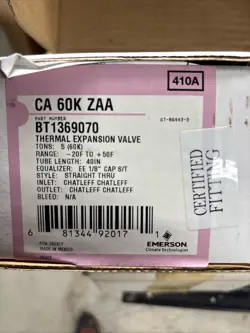 410A
CA 60K ZAA
PART NUMBER
BT1369070
THERMAL EXPANSION VALVE
TONS: 5 (60K)
RANGE: -20F TO +50F
TUBE LENGTH: 40IN
EQUALIZER: EE 1/8" CAP S/T
STYLE: STRAIGHT THRU
INLET: CHATLEFF CHATLEFF
OUTLET: CHATLEFF CHATLEFF
BLEED: N/A
CERTIFIED
FITTING
6 81344 92017 1
EMERSON
Climate Technologies
MADE IN MEXICO